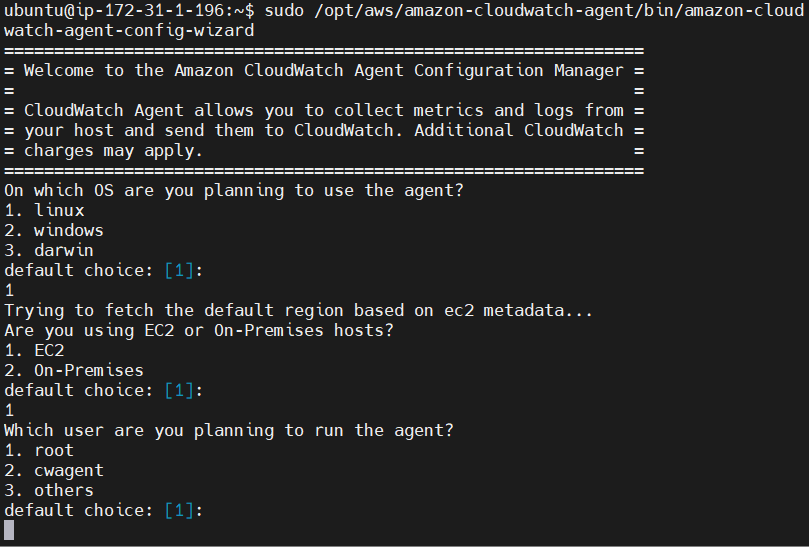 ubuntu@ip-172-31-1-196:~$ sudo /opt/aws/amazon-cloudwatch-agent/bin/amazon-cloud
watch-agent-config-wizard
================================================================
= Welcome to the Amazon CloudWatch Agent Configuration Manager =
=                                                              =
= CloudWatch Agent allows you to collect metrics and logs from =
= your host and send them to CloudWatch. Additional CloudWatch =
= charges may apply.                                           =
================================================================
On which OS are you planning to use the agent?
1. linux
2. windows
3. darwin
default choice: [1]:
1
Trying to fetch the default region based on ec2 metadata...
Are you using EC2 or On-Premises hosts?
1. EC2
2. On-Premises
default choice: [1]:
1
Which user are you planning to run the agent?
1. root
2. cwagent
3. others
default choice: [1]: